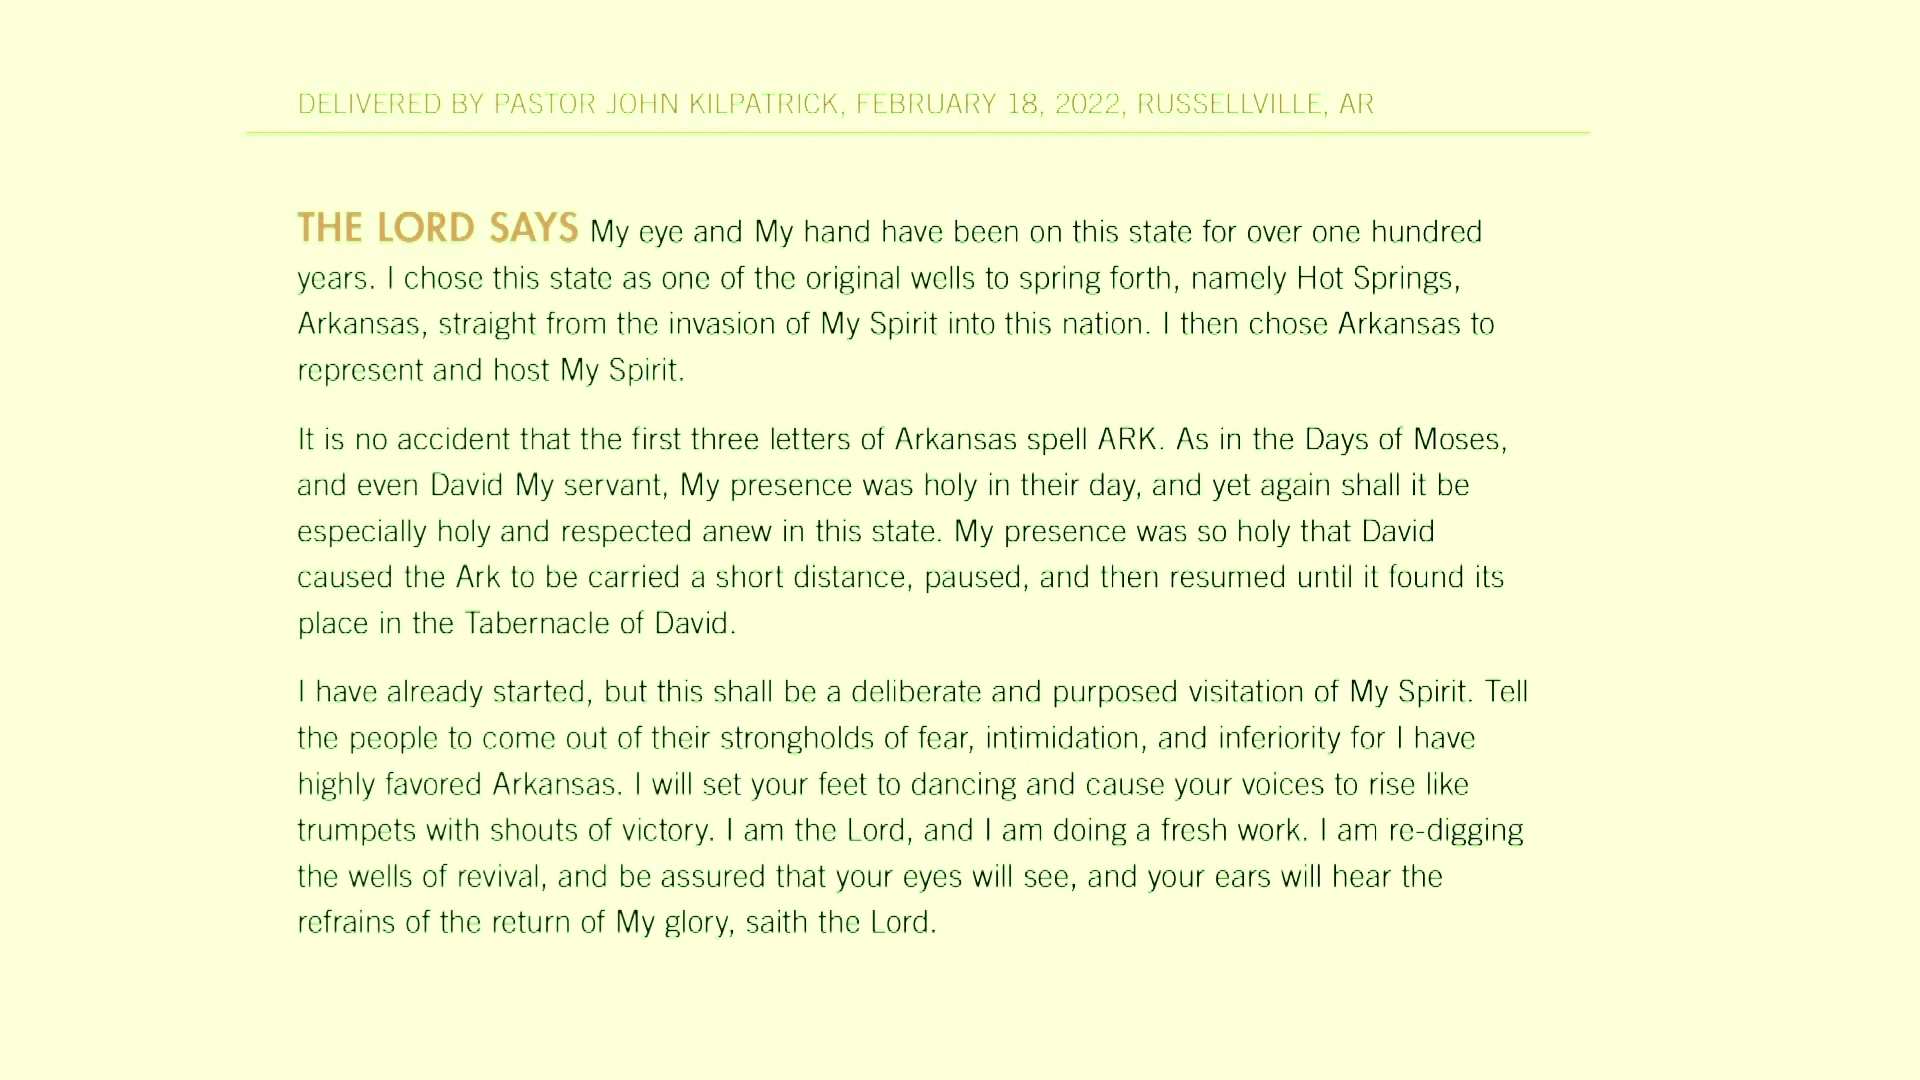 DELIVERED BY PASTOR JOHN KILPATRICK, FEBRUARY 18, 2022, RUSSELLVILLE, AR
THE LORD SAYS My eye and My hand have been on this state for over one hundred
years. I chose this state as one of the original wells to spring forth, namely Hot Springs,
Arkansas, straight from the invasion of My Spirit into this nation. I then chose Arkansas to
represent and host My Spirit.
It is no accident that the first three letters of Arkansas spell ARK. As in the Days of Moses,
and even David My servant, My presence was holy in their day, and yet again shall it be
especially holy and respected anew in this state. My presence was so holy that David
caused the Ark to be carried a short distance, paused, and then resumed until it found its
place in the Tabernacle of David.
I have already started, but this shall be a deliberate and purposed visitation of My Spirit. Tell
the people to come out of their strongholds of fear, intimidation, and inferiority for I have
highly favored Arkansas. I will set your feet to dancing and cause your voices to rise like
trumpets with shouts of victory. I am the Lord, and I am doing a fresh work. I am re-digging
the wells of revival, and be assured that your eyes will see, and your ears will hear the
refrains of the return of My glory, saith the Lord.